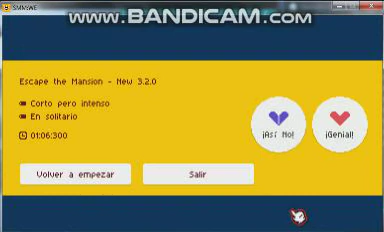 SMM:WE
www.BANDICAM.com
Escape the Mansion - New 3.2.0
Corto pero intenso
En solitario
01:06:300
¡Así No!
¡Genial!
Volver a empezar
Salir